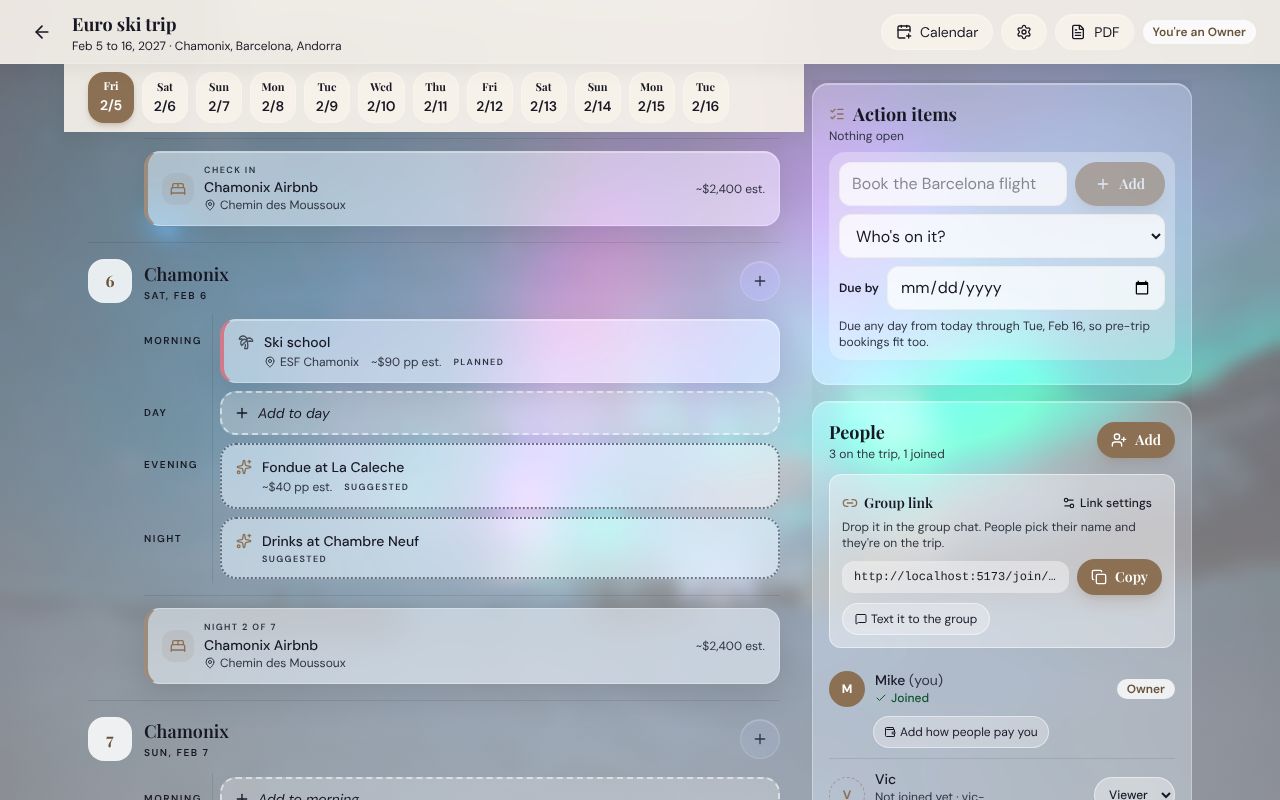 Euro ski trip
Feb 5 to 16, 2027 · Chamonix, Barcelona, Andorra
Calendar
PDF
You're an Owner
Fri 2/5
Sat 2/6
Sun 2/7
Mon 2/8
Tue 2/9
Wed 2/10
Thu 2/11
Fri 2/12
Sat 2/13
Sun 2/14
Mon 2/15
Tue 2/16
CHECK IN
Chamonix Airbnb
~$2,400 est.
Chemin des Moussoux
6
Chamonix
SAT, FEB 6
MORNING
Ski school
ESF Chamonix ~$90 pp est. PLANNED
DAY
Add to day
EVENING
Fondue at La Caleche
~$40 pp est. SUGGESTED
NIGHT
Drinks at Chambre Neuf
SUGGESTED
NIGHT 2 OF 7
Chamonix Airbnb
~$2,400 est.
Chemin des Moussoux
7
Chamonix
SUN, FEB 7
MORNING
Add to morning
Action items
Nothing open
Book the Barcelona flight
Add
Who's on it?
Due by
mm/dd/yyyy
Due any day from today through Tue, Feb 16, so pre-trip
bookings fit too.
People
Add
3 on the trip, 1 joined
Group link
Link settings
Drop it in the group chat. People pick their name and
they're on the trip.
http://localhost:5173/join/…
Copy
Text it to the group
M
Mike (you)
Joined
Owner
Add how people pay you
V
Vic
Not joined yet · vic-
Viewer